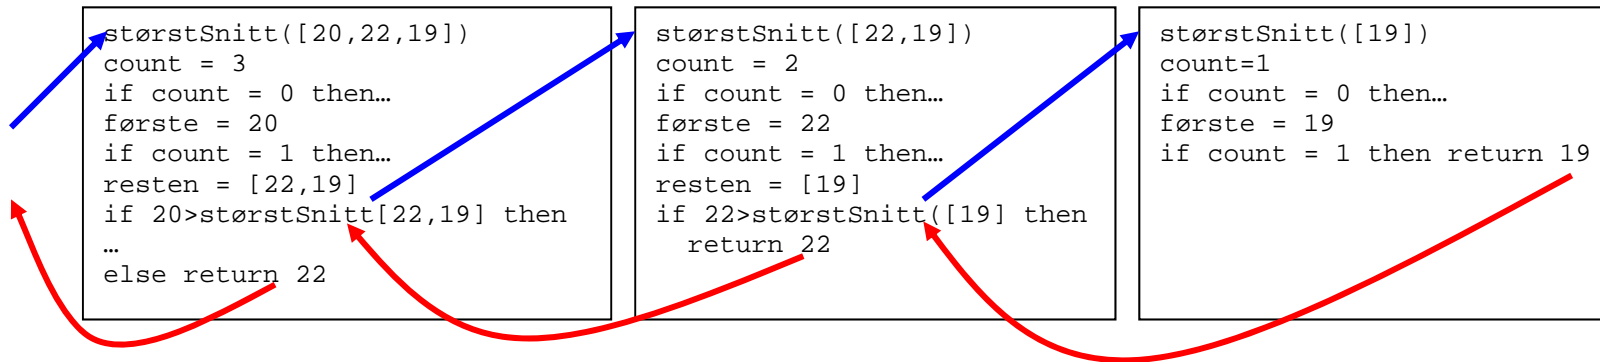 størstSnitt([20,22,19])
count = 3
if count = 0 then…
første = 20
if count = 1 then…
resten = [22,19]
if 20>størstSnitt[22,19] then
…
else return 22
størstSnitt([22,19])
count = 2
if count = 0 then…
første = 22
if count = 1 then…
resten = [19]
if 22>størstSnitt([19] then
return 22
størstSnitt([19])
count=1
if count = 0 then…
første = 19
if count = 1 then return 19